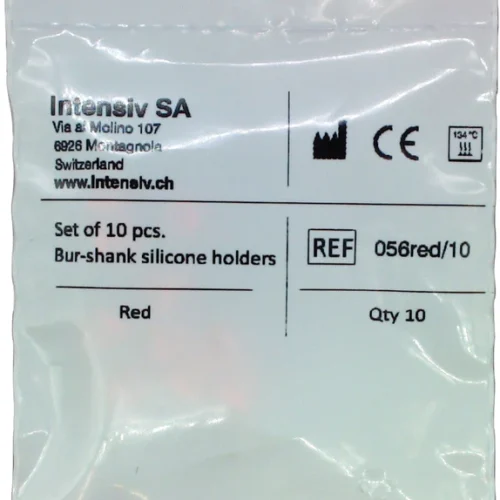 Intensiv SA
Via al Molino 107
6926 Montagnola
Switzerland
www.Intensiv.ch
CE
134 °C
Set of 10 pcs.
Bur-shank silicone holders
REF 056red/10
Red
Qty 10